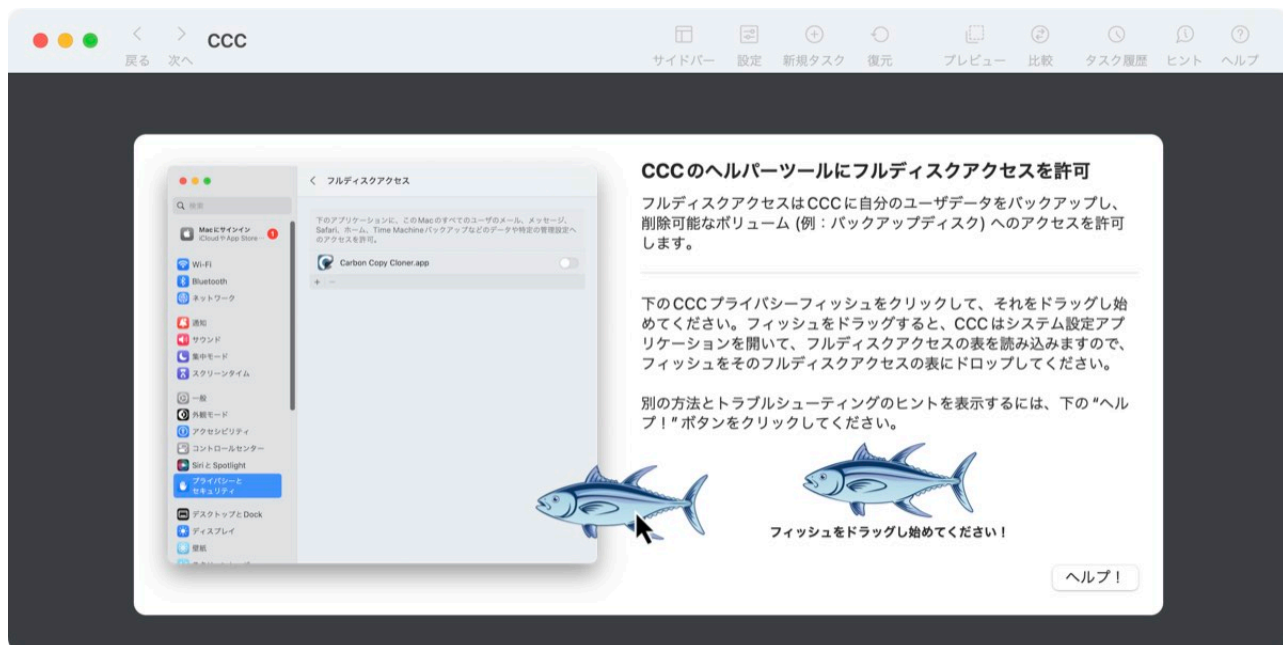 CCC
戻る 次へ
サイドバー 設定 新規タスク 復元 プレビュー 比較 タスク履歴 ヒント ヘルプ
検索
Macにサインイン
iCloudやApp Store…
1
Wi-Fi
Bluetooth
ネットワーク
通知
サウンド
集中モード
スクリーンタイム
一般
外観モード
アクセシビリティ
コントロールセンター
SiriとSpotlight
プライバシーと
セキュリティ
デスクトップとDock
ディスプレイ
壁紙
フルディスクアクセス
下のアプリケーションに、このMacのすべてのユーザのメール、メッセージ、
Safari、ホーム、Time Machineバックアップなどのデータや特定の管理設定へ
のアクセスを許可。
Carbon Copy Cloner.app
CCCのヘルパーツールにフルディスクアクセスを許可
フルディスクアクセスはCCCに自分のユーザデータをバックアップし、
削除可能なボリューム (例：バックアップディスク) へのアクセスを許可
します。
下のCCCプライバシーフィッシュをクリックして、それをドラッグし始
めてください。フィッシュをドラッグすると、CCCはシステム設定アプ
リケーションを開いて、フルディスクアクセスの表を読み込みますので、
フィッシュをそのフルディスクアクセスの表にドロップしてください。
別の方法とトラブルシューティングのヒントを表示するには、下の“ヘル
プ！”ボタンをクリックしてください。
フィッシュをドラッグし始めてください！
ヘルプ！